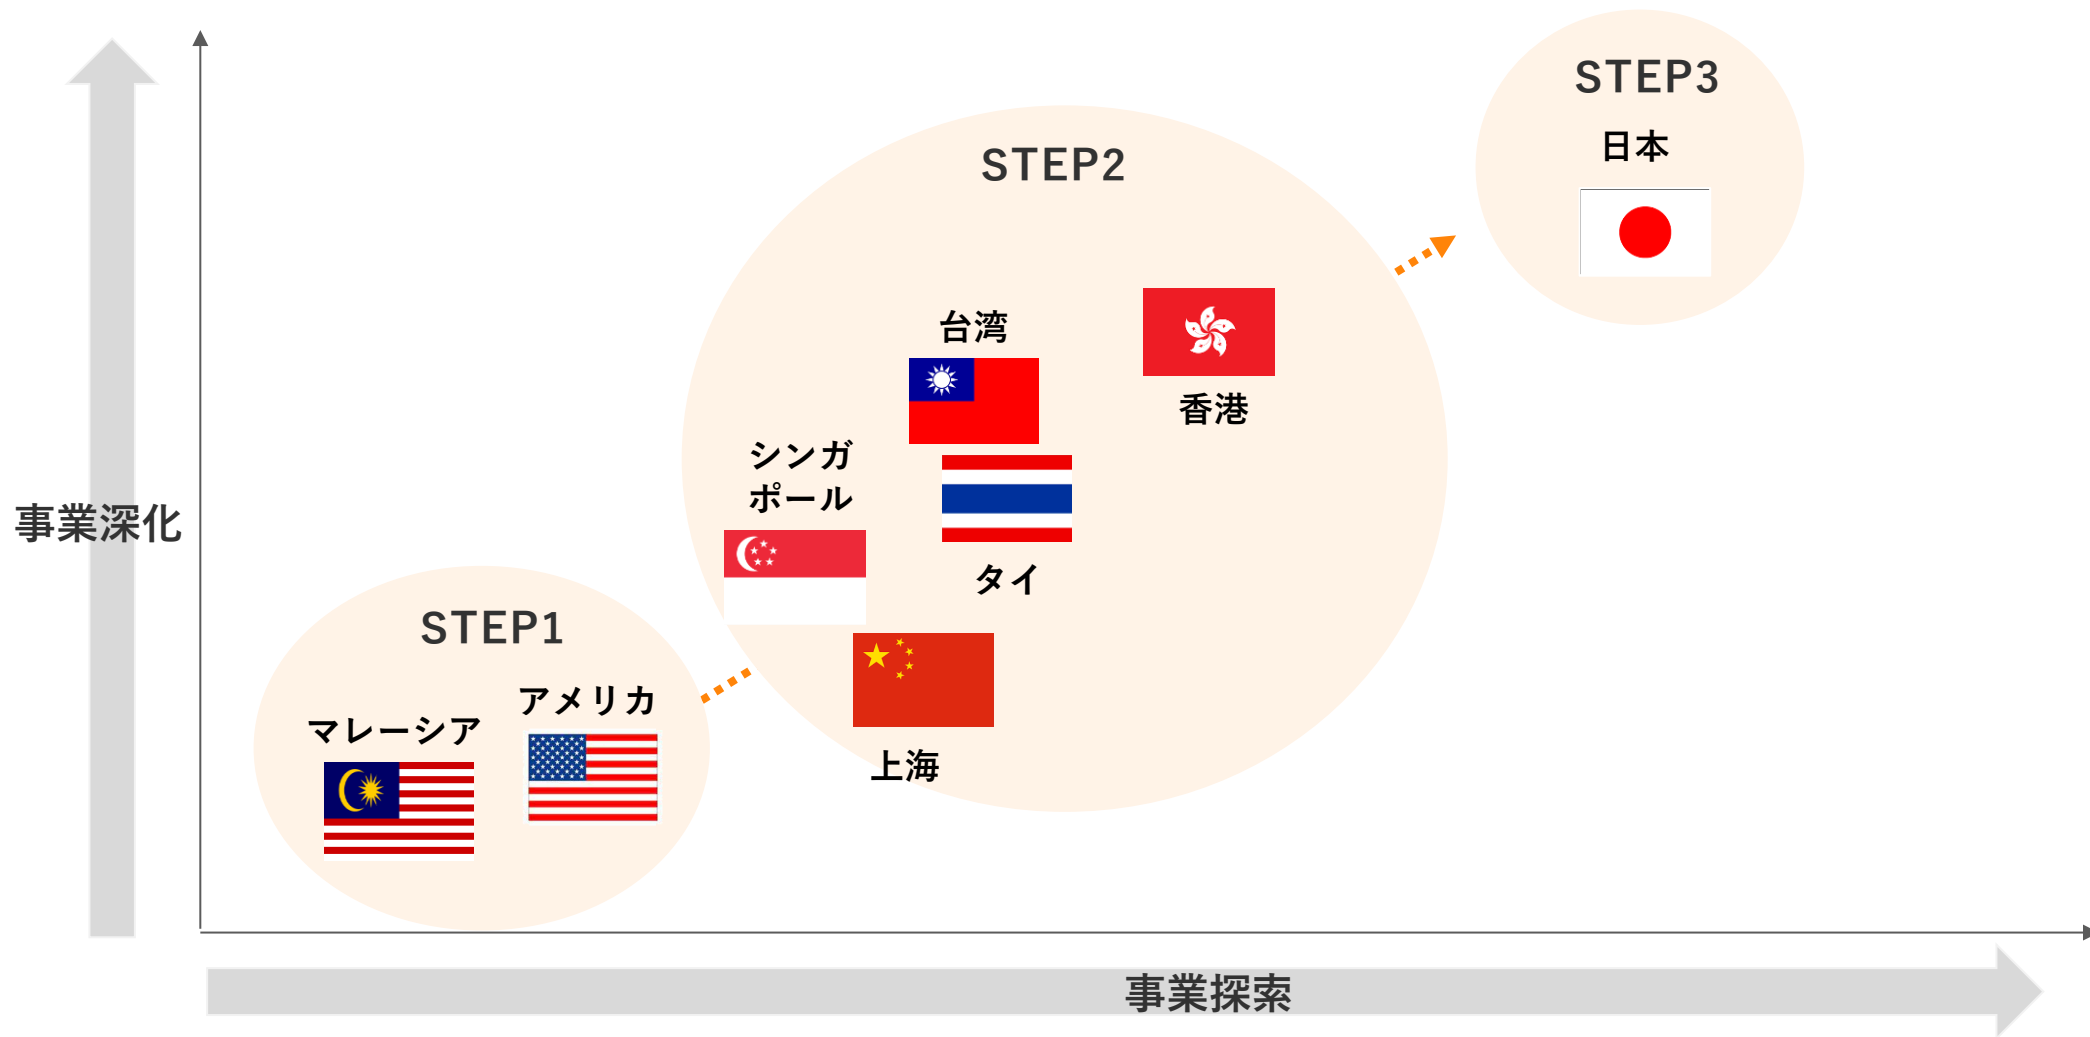 STEP3
日本
STEP2
台湾
香港
シンガ
ポール
タイ
事業深化
STEP1
アメリカ
マレーシア
上海
事業探索